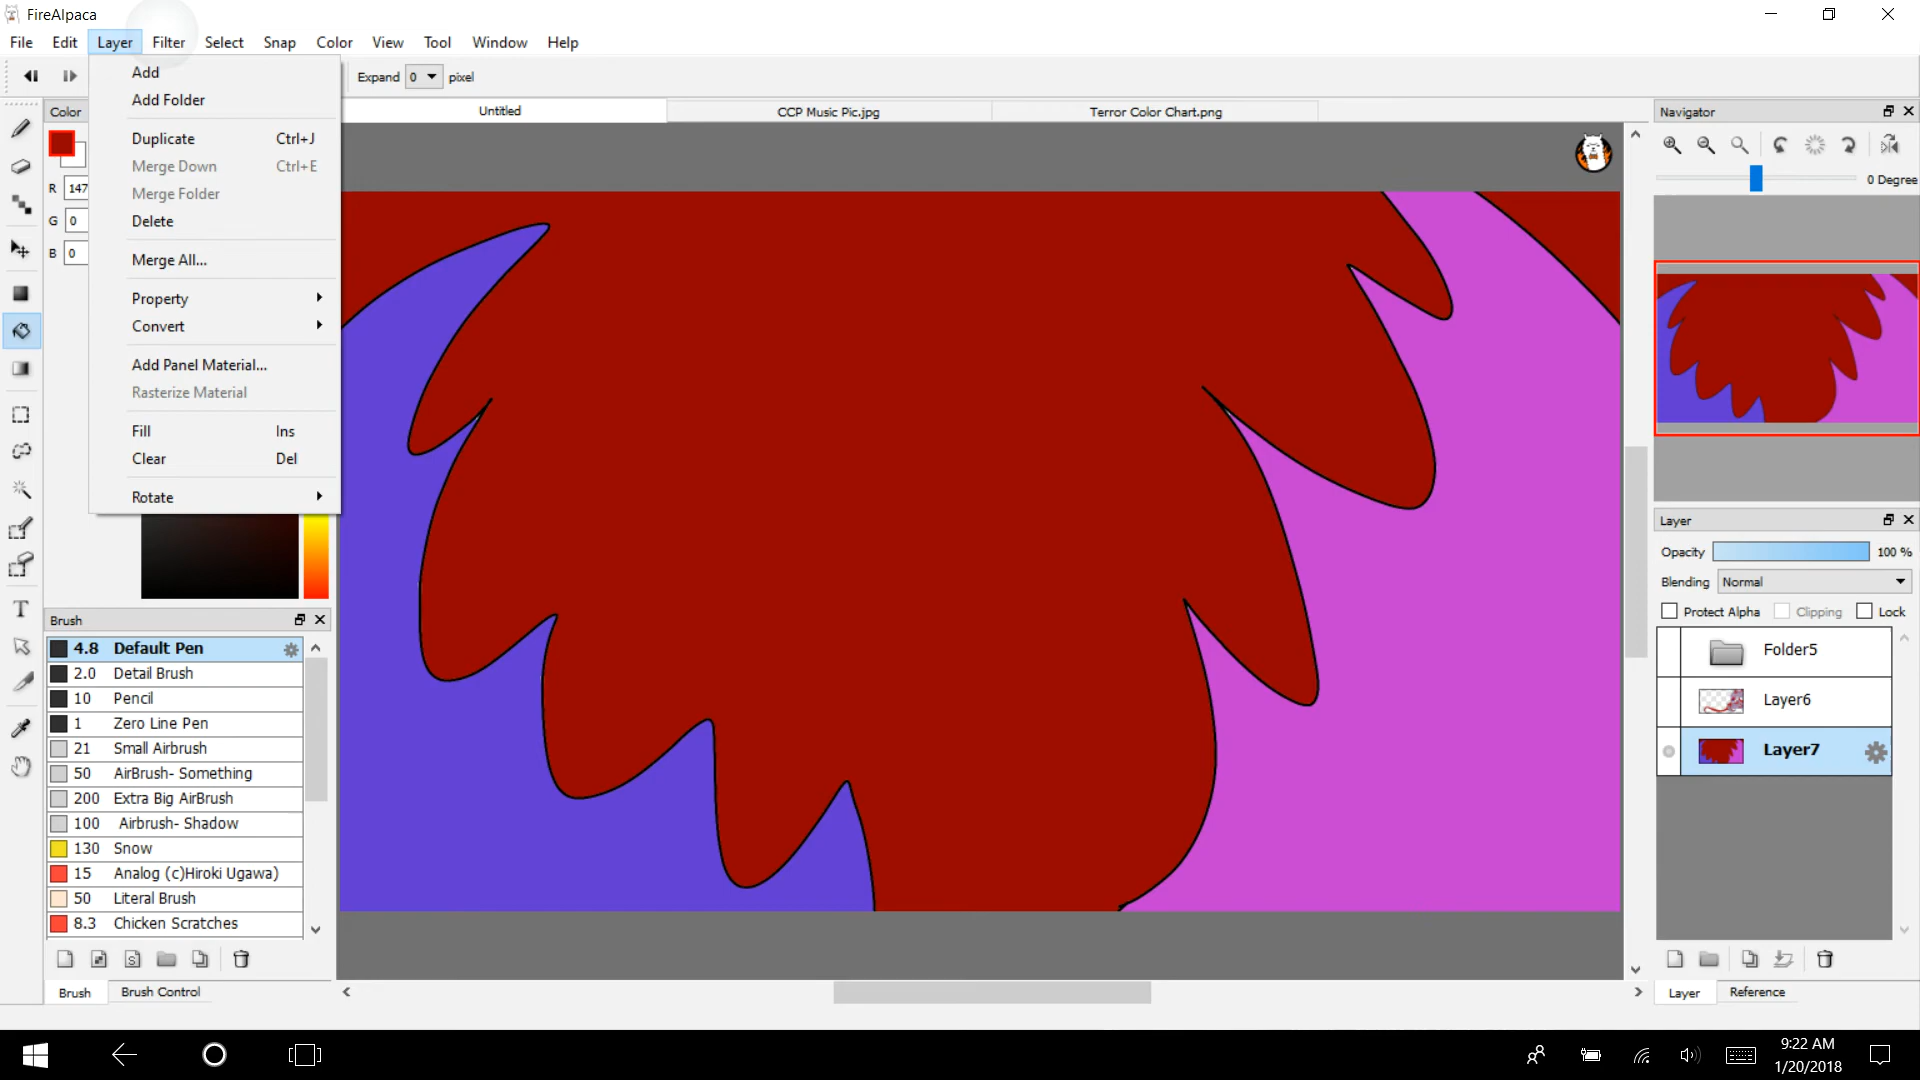 FireAlpaca
File Edit Layer Filter Select Snap Color View Tool Window Help
Expand 0 pixel
Add
Add Folder
Duplicate Ctrl+J
Merge Down Ctrl+E
Merge Folder
Delete
Merge All...
Property
Convert
Add Panel Material...
Rasterize Material
Fill Ins
Clear Del
Rotate
Color
R 147
G 0
B 0
Untitled CCP Music Pic.jpg Terror Color Chart.png
Brush
4.8 Default Pen
2.0 Detail Brush
10 Pencil
1 Zero Line Pen
21 Small Airbrush
50 AirBrush- Something
200 Extra Big AirBrush
100 Airbrush- Shadow
130 Snow
15 Analog (c)Hiroki Ugawa)
50 Literal Brush
8.3 Chicken Scratches
Brush Brush Control
Navigator
0 Degree
Layer
Opacity 100 %
Blending Normal
Protect Alpha Clipping Lock
Folder5
Layer6
Layer7
Layer Reference
9:22 AM
1/20/2018